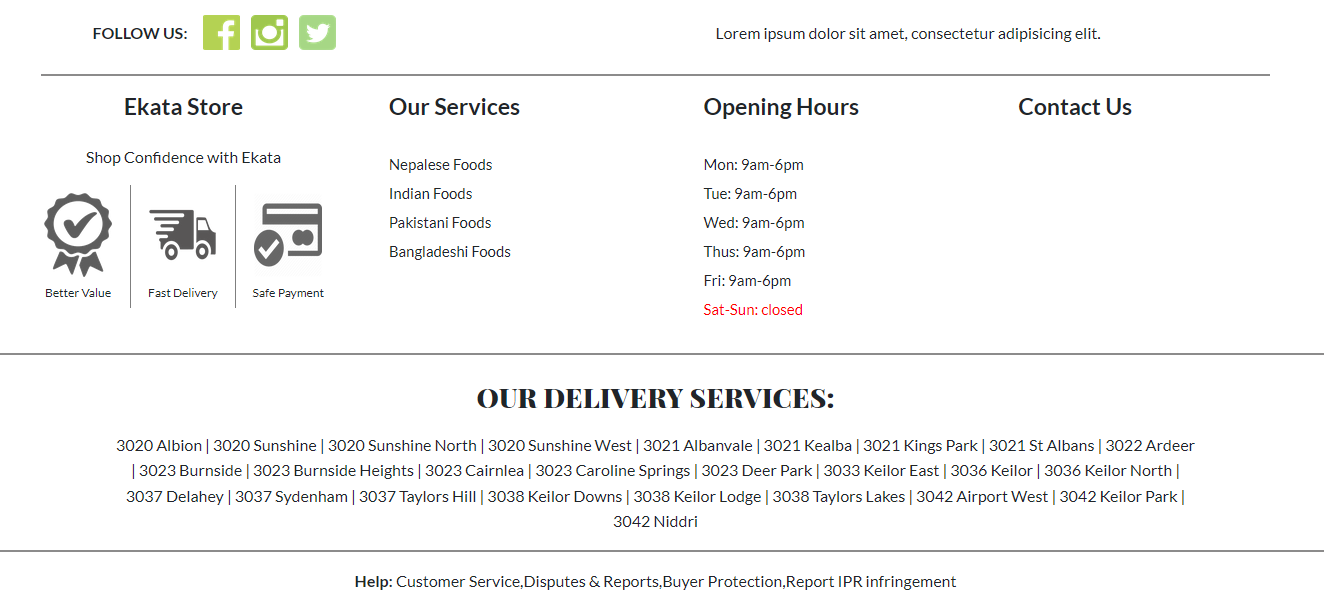 FOLLOW US:
Lorem ipsum dolor sit amet, consectetur adipisicing elit.
Ekata Store
Shop Confidence with Ekata
Better Value
Fast Delivery
Safe Payment
Our Services
Nepalese Foods
Indian Foods
Pakistani Foods
Bangladeshi Foods
Opening Hours
Mon: 9am-6pm
Tue: 9am-6pm
Wed: 9am-6pm
Thus: 9am-6pm
Fri: 9am-6pm
Sat-Sun: closed
Contact Us
OUR DELIVERY SERVICES:
3020 Albion | 3020 Sunshine | 3020 Sunshine North | 3020 Sunshine West | 3021 Albanvale | 3021 Kealba | 3021 Kings Park | 3021 St Albans | 3022 Ardeer
| 3023 Burnside | 3023 Burnside Heights | 3023 Cairnlea | 3023 Caroline Springs | 3023 Deer Park | 3033 Keilor East | 3036 Keilor | 3036 Keilor North |
3037 Delahey | 3037 Sydenham | 3037 Taylors Hill | 3038 Keilor Downs | 3038 Keilor Lodge | 3038 Taylors Lakes | 3042 Airport West | 3042 Keilor Park |
3042 Niddri
Help: Customer Service,Disputes & Reports,Buyer Protection,Report IPR infringement